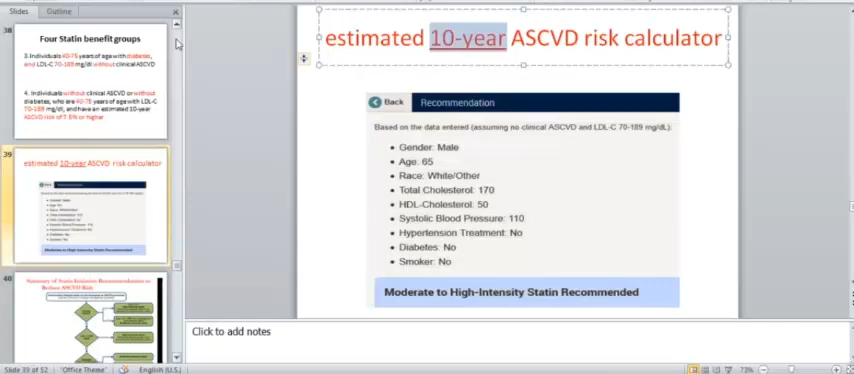 Slides
Outline
38
Four Statin benefit groups
3. Individuals 40-75 years of age with diabetes,
and LDL-C 70-189 mg/dl without clinical ASCVD
4. Individuals without clinical ASCVD or without
diabetes, who are 40-75 years of age with LDL-C
70-189 mg/dl, and have an estimated 10-year
ASCVD risk of 7.5% or higher
39
estimated 10-year ASCVD risk calculator
Moderate to High-Intensity Statin Recommended
40
Summary of Statin Initiation Recommendations to
Reduce ASCVD Risk
estimated 10-year ASCVD risk calculator
Back
Recommendation
Based on the data entered (assuming no clinical ASCVD and LDL-C 70-189 mg/dL):
• Gender: Male
• Age: 65
• Race: White/Other
• Total Cholesterol: 170
• HDL-Cholesterol: 50
• Systolic Blood Pressure: 110
• Hypertension Treatment: No
• Diabetes: No
• Smoker: No
Moderate to High-Intensity Statin Recommended
Click to add notes
Slide 39 of 52
"Office Theme"
English (U.S.)
73%